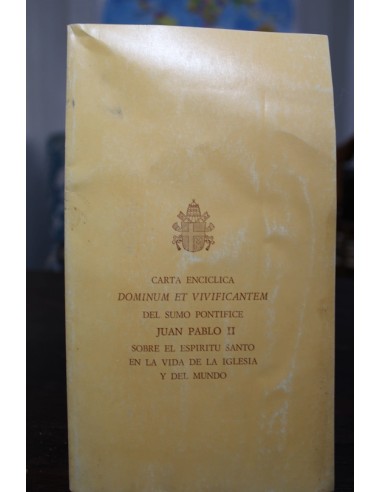 CARTA ENCICLICA
DOMINUM ET VIVIFICANTEM
DEL SUMO PONTIFICE
JUAN PABLO II
SOBRE EL ESPIRITU SANTO
EN LA VIDA DE LA IGLESIA
Y DEL MUNDO